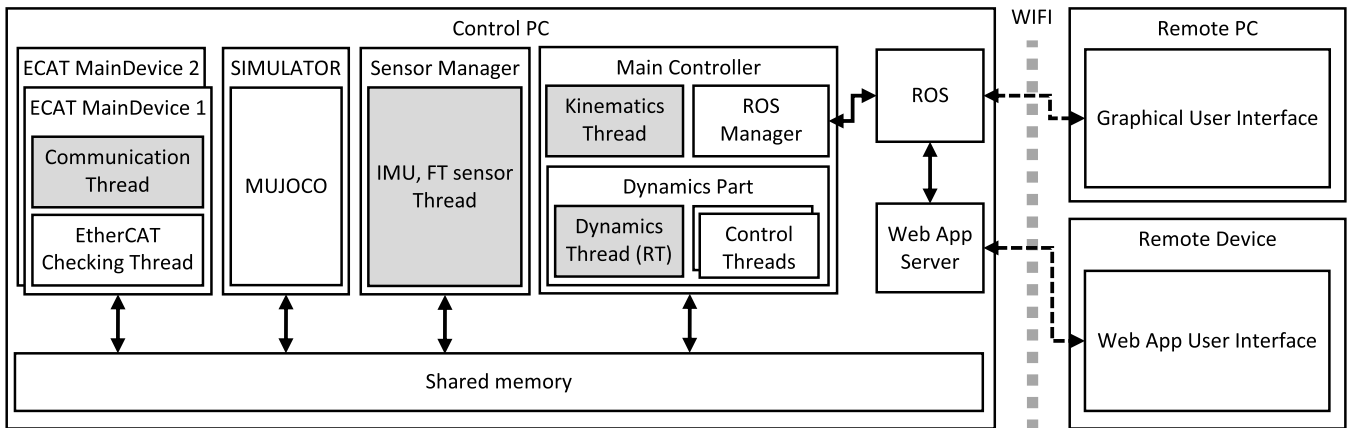 Control PC
ECAT MainDevice 2
ECAT MainDevice 1
Communication
Thread
EtherCAT
Checking Thread
SIMULATOR
MUJOCO
Sensor Manager
IMU, FT sensor
Thread
Main Controller
Kinematics
Thread
ROS
Manager
Dynamics Part
Dynamics
Thread (RT)
Control
Threads
ROS
Web App
Server
Shared memory
WIFI
Remote PC
Graphical User Interface
Remote Device
Web App User Interface